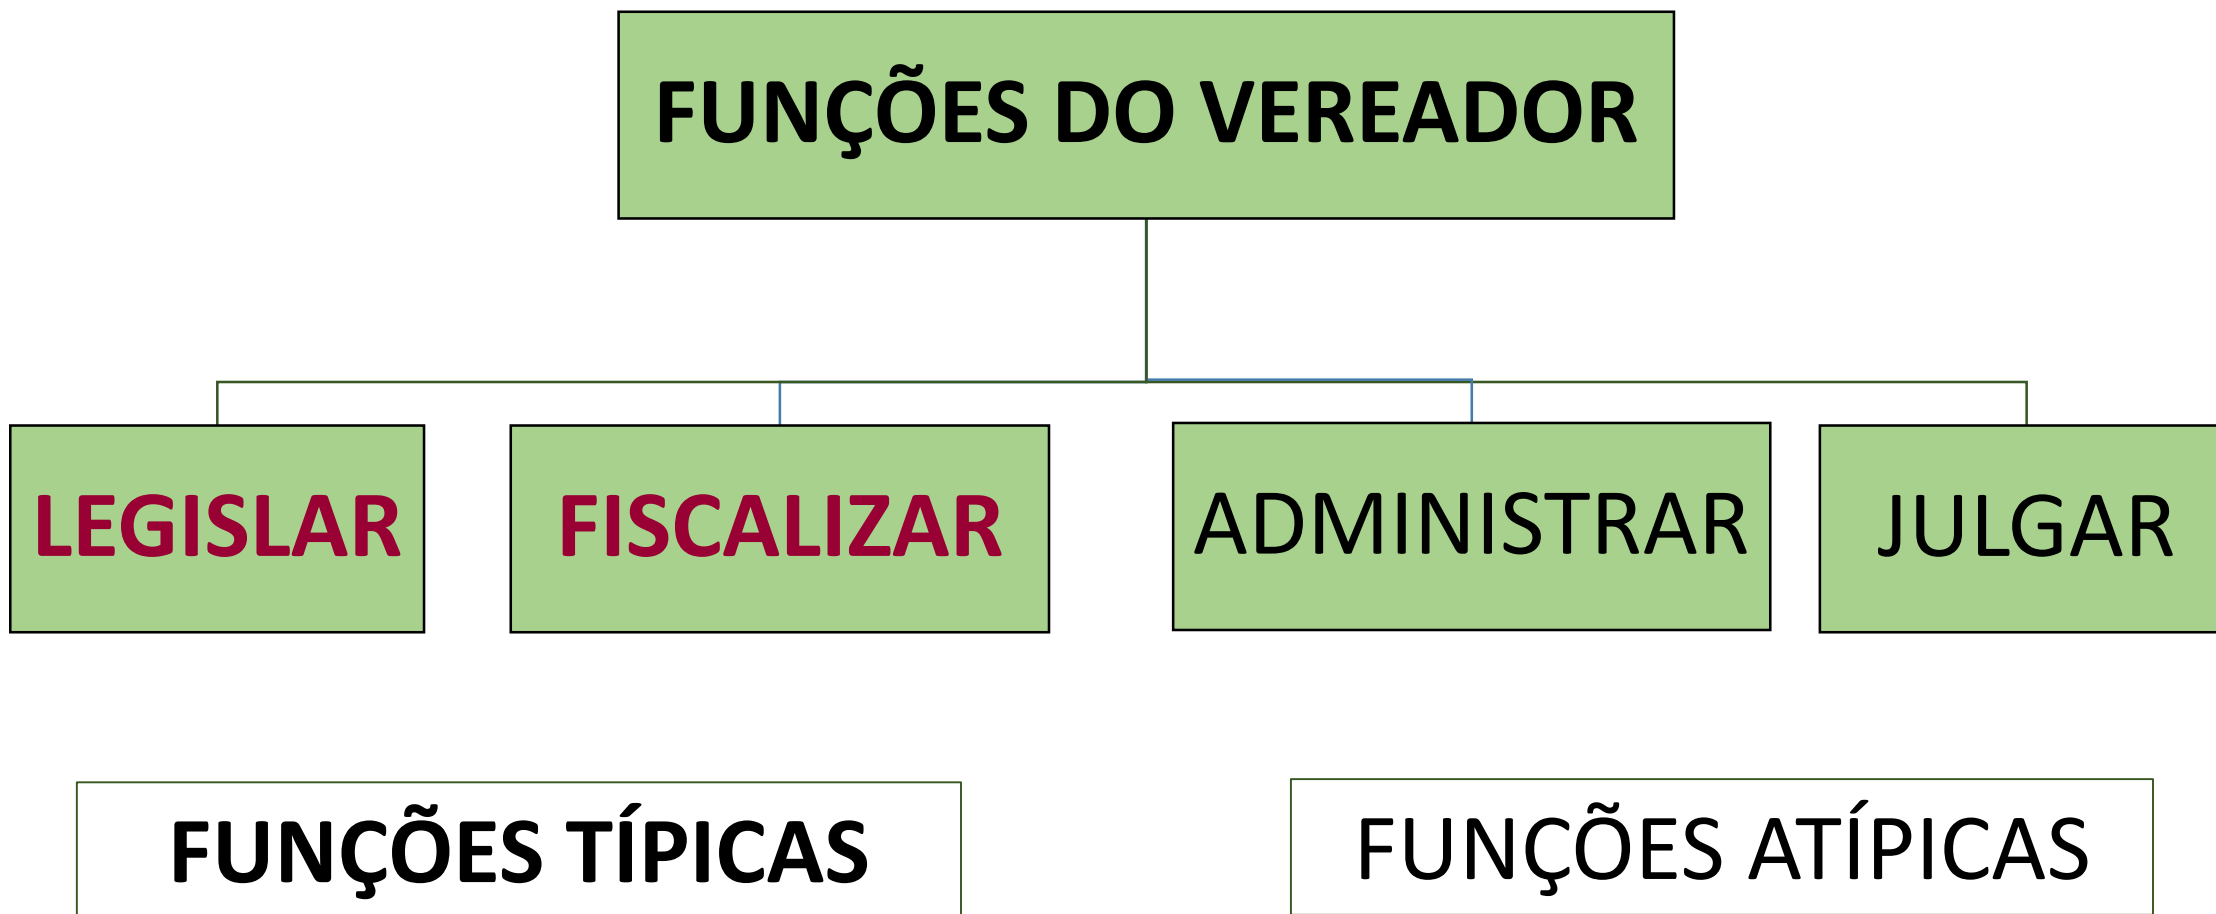 FUNÇÕES DO VEREADOR
LEGISLAR
FISCALIZAR
ADMINISTRAR
JULGAR
FUNÇÕES TÍPICAS
FUNÇÕES ATÍPICAS